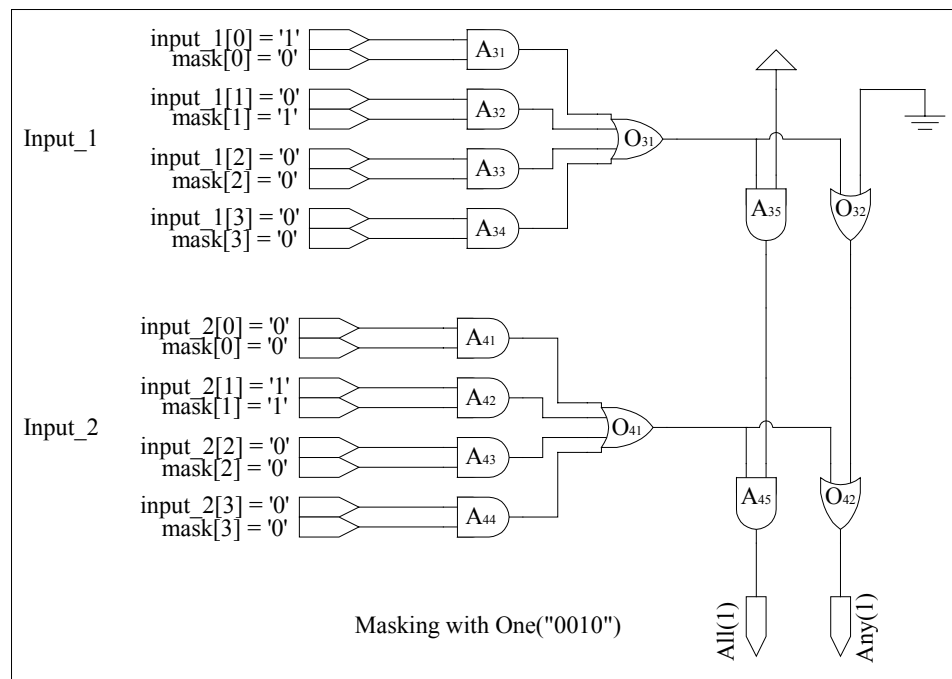 input_1[0] = '1'
mask[0] = '0'
A31
input_1[1] = '0'
mask[1] = '1'
A32
Input_1
O31
input_1[2] = '0'
mask[2] = '0'
A33
input_1[3] = '0'
mask[3] = '0'
A34
A35
O32
input_2[0] = '0'
mask[0] = '0'
A41
input_2[1] = '1'
mask[1] = '1'
A42
Input_2
O41
input_2[2] = '0'
mask[2] = '0'
A43
input_2[3] = '0'
mask[3] = '0'
A44
A45
O42
Masking with One("0010")
All(1)
Any(1)